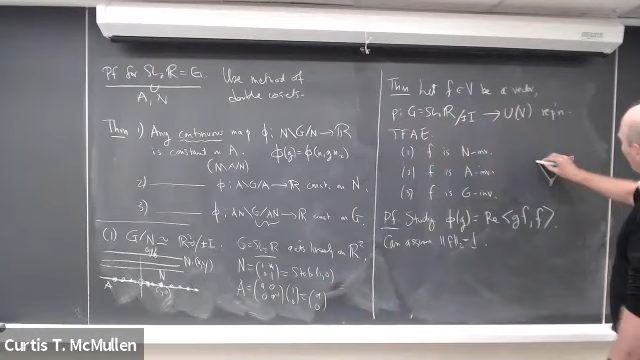 Pf for SL₂ℝ = G.
A, N
Use method of
double cosets.
Thm 1) Any continuous map φ: N\G/N → ℝ
is constant on A. φ(g) = φ(n₁gn₂)
2) ——— φ: A\G/A → ℝ const. on N.
3) ——— φ: AN\G/AN → ℝ const on G.
(1) G/N ≅ ℝ²/±I.
N·(x,y)
N
A
G = SL₂ℝ acts linearly on ℝ².
N = = Stab(1,0)
A =
Thm Let f ∈ V be a vector,
ρ: G = SL₂ℝ/±I → U(V) rep'n.
TFAE.
(1) f is N-inv.
(2) f is A-inv.
(3) f is G-inv.
Pf Study φ(g) = Re<gf, f>.
Can assume ‖f‖₂ = 1.
Curtis T. McMullen